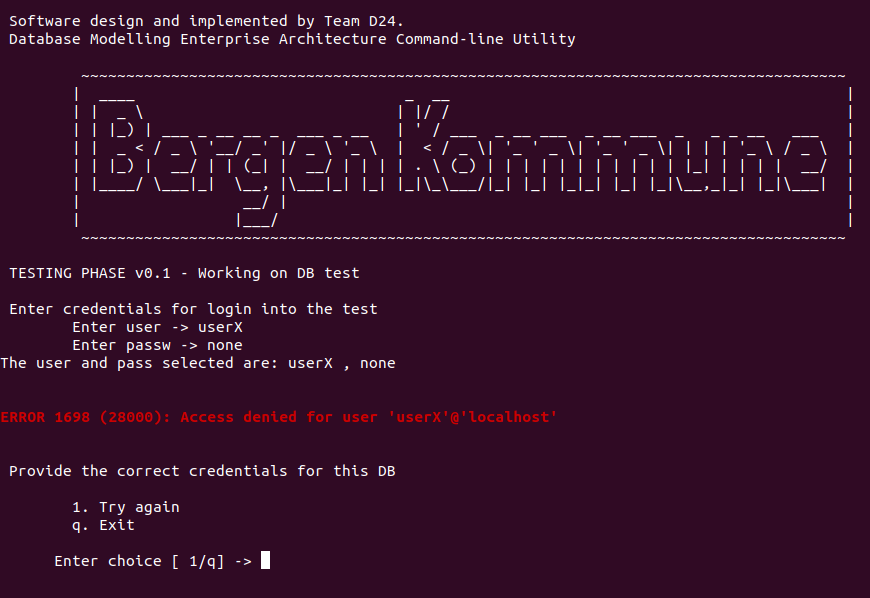 Software design and implemented by Team D24.
Database Modelling Enterprise Architecture Command-line Utility
Bergen Kommune
TESTING PHASE v0.1 - Working on DB test
Enter credentials for login into the test
Enter user -> userX
Enter passw -> none
The user and pass selected are: userX , none
ERROR 1698 (28000): Access denied for user 'userX'@'localhost'
Provide the correct credentials for this DB
1. Try again
q. Exit
Enter choice [ 1/q] ->